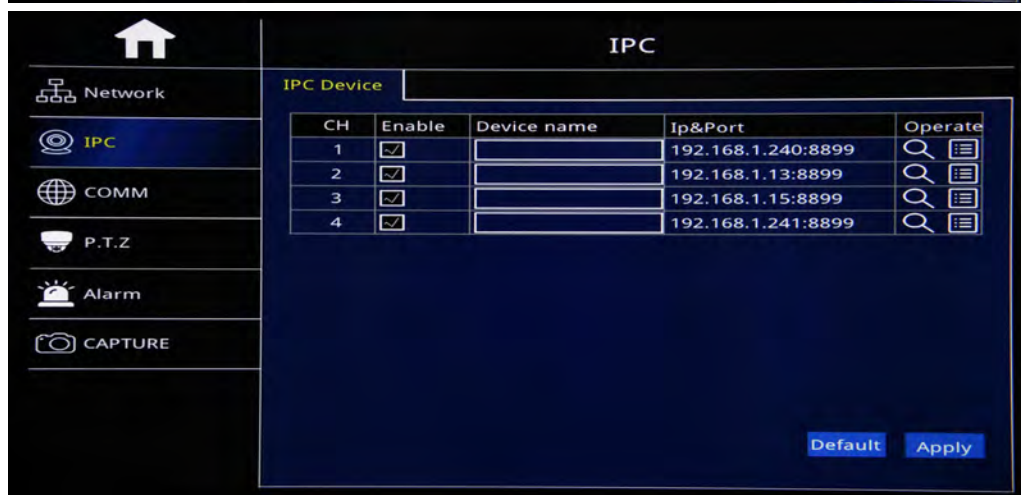 IPC
Network
IPC
COMM
P.T.Z
Alarm
CAPTURE
IPC Device
CH Enable Device name Ip&Port Operate
1 192.168.1.240:8899
2 192.168.1.13:8899
3 192.168.1.15:8899
4 192.168.1.241:8899
Default Apply